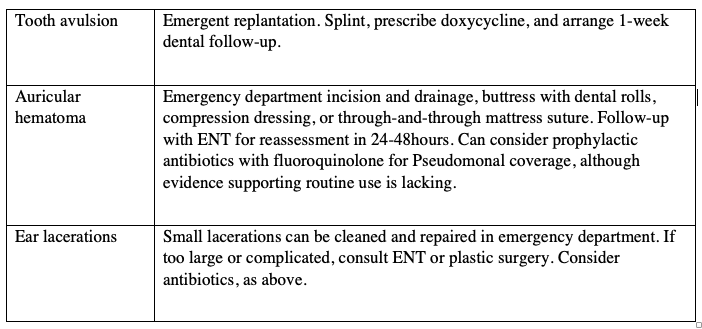 Tooth avulsion
Emergent replantation. Splint, prescribe doxycycline, and arrange 1-week
dental follow-up.
Auricular
hematoma
Emergency department incision and drainage, buttress with dental rolls,
compression dressing, or through-and-through mattress suture. Follow-up
with ENT for reassessment in 24-48hours. Can consider prophylactic
antibiotics with fluoroquinolone for Pseudomonal coverage, although
evidence supporting routine use is lacking.
Ear lacerations
Small lacerations can be cleaned and repaired in emergency department. If
too large or complicated, consult ENT or plastic surgery. Consider
antibiotics, as above.